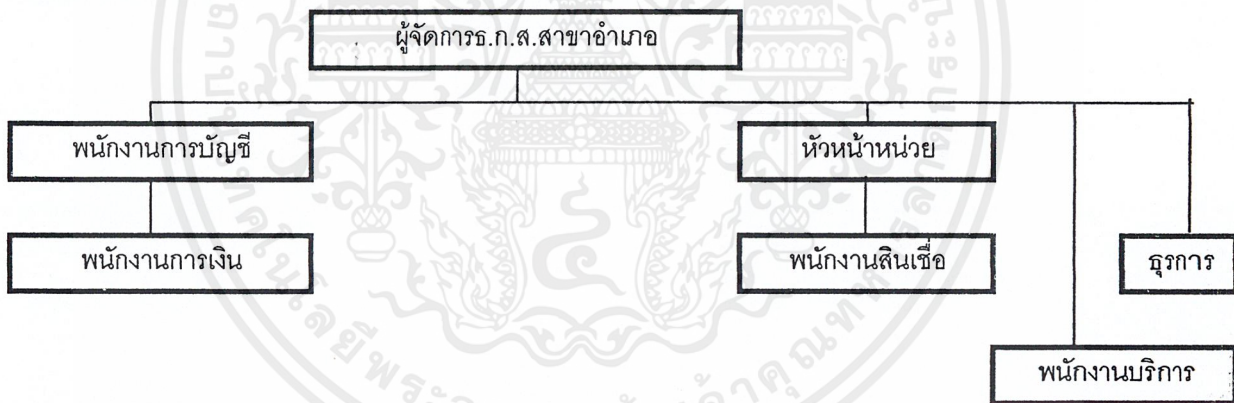 ผู้จัดการธ.ก.ส.สาขาอำเภอ
พนักงานการบัญชี
หัวหน้าหน่วย
พนักงานการเงิน
พนักงานสินเชื่อ
ธุรการ
พนักงานบริการ